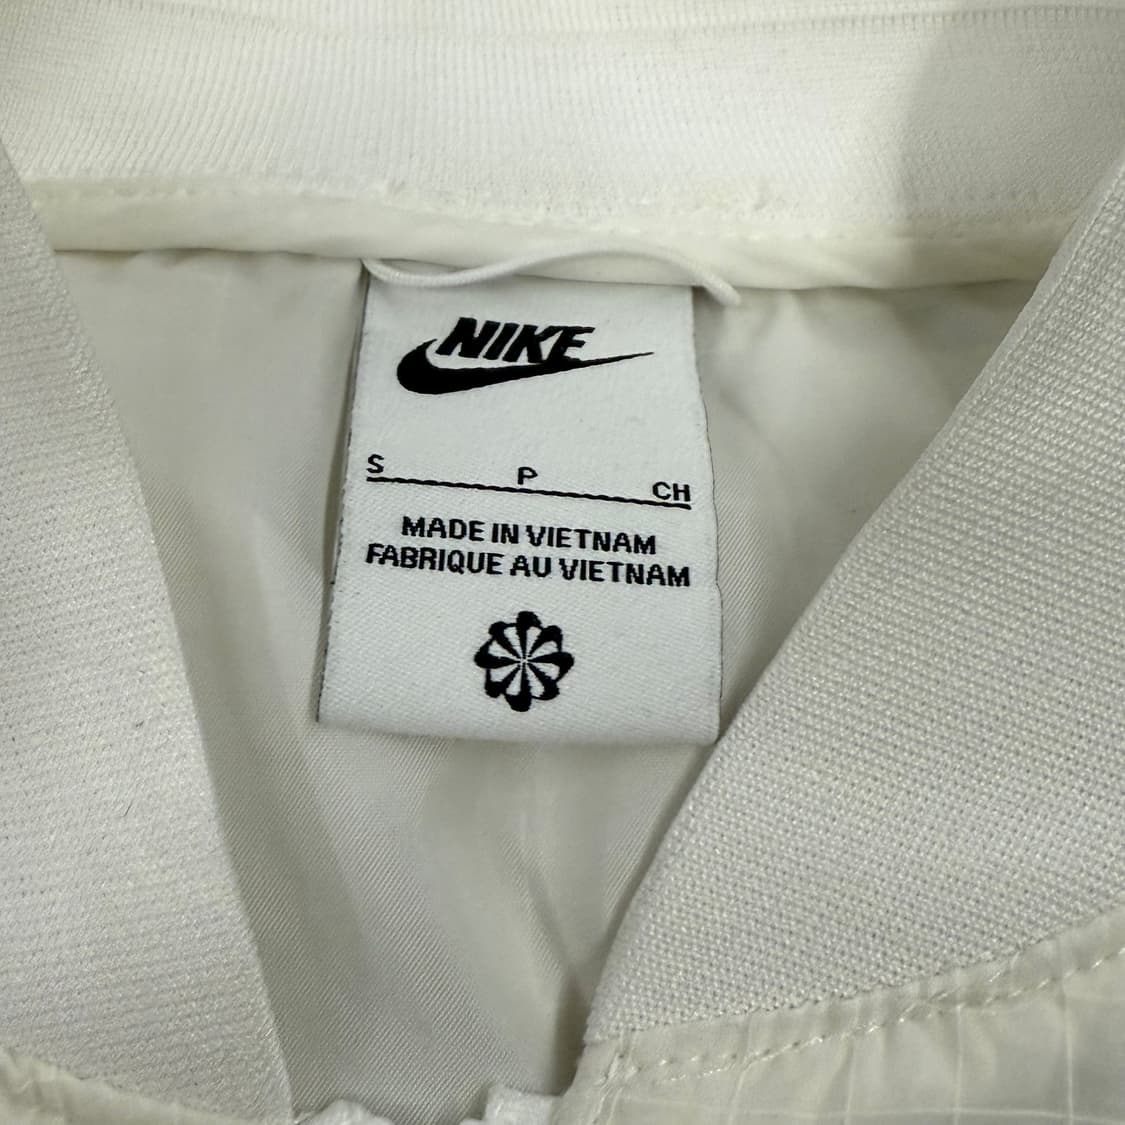 NIKE
S P CH
MADE IN VIETNAM
FABRIQUE AU VIETNAM